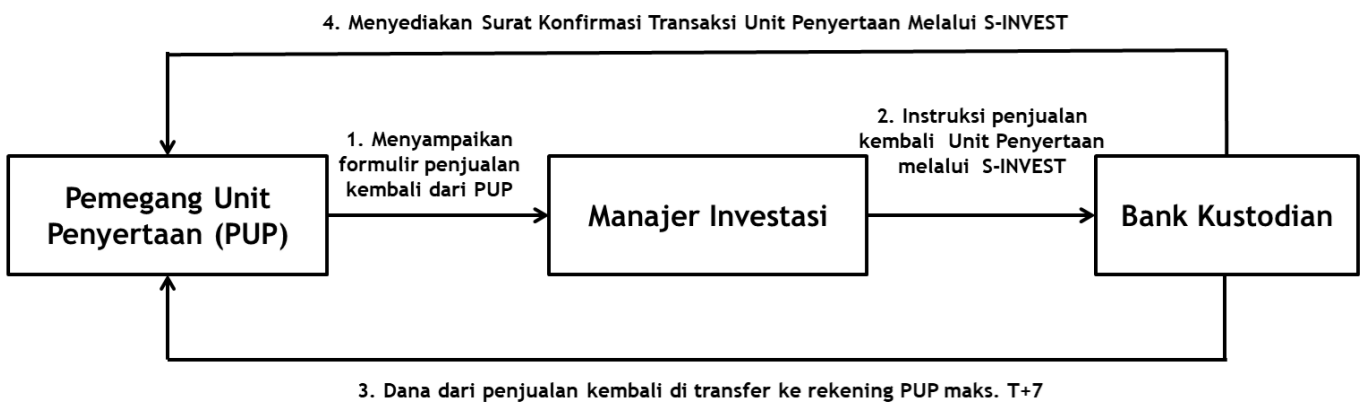 4. Menyediakan Surat Konfirmasi Transaksi Unit Penyertaan Melalui S-INVEST
1. Menyampaikan
formulir penjualan
kembali dari PUP
2. Instruksi penjualan
kembali Unit Penyertaan
melalui S-INVEST
Pemegang Unit
Penyertaan (PUP)
Manajer Investasi
Bank Kustodian
3. Dana dari penjualan kembali di transfer ke rekening PUP maks. T+7